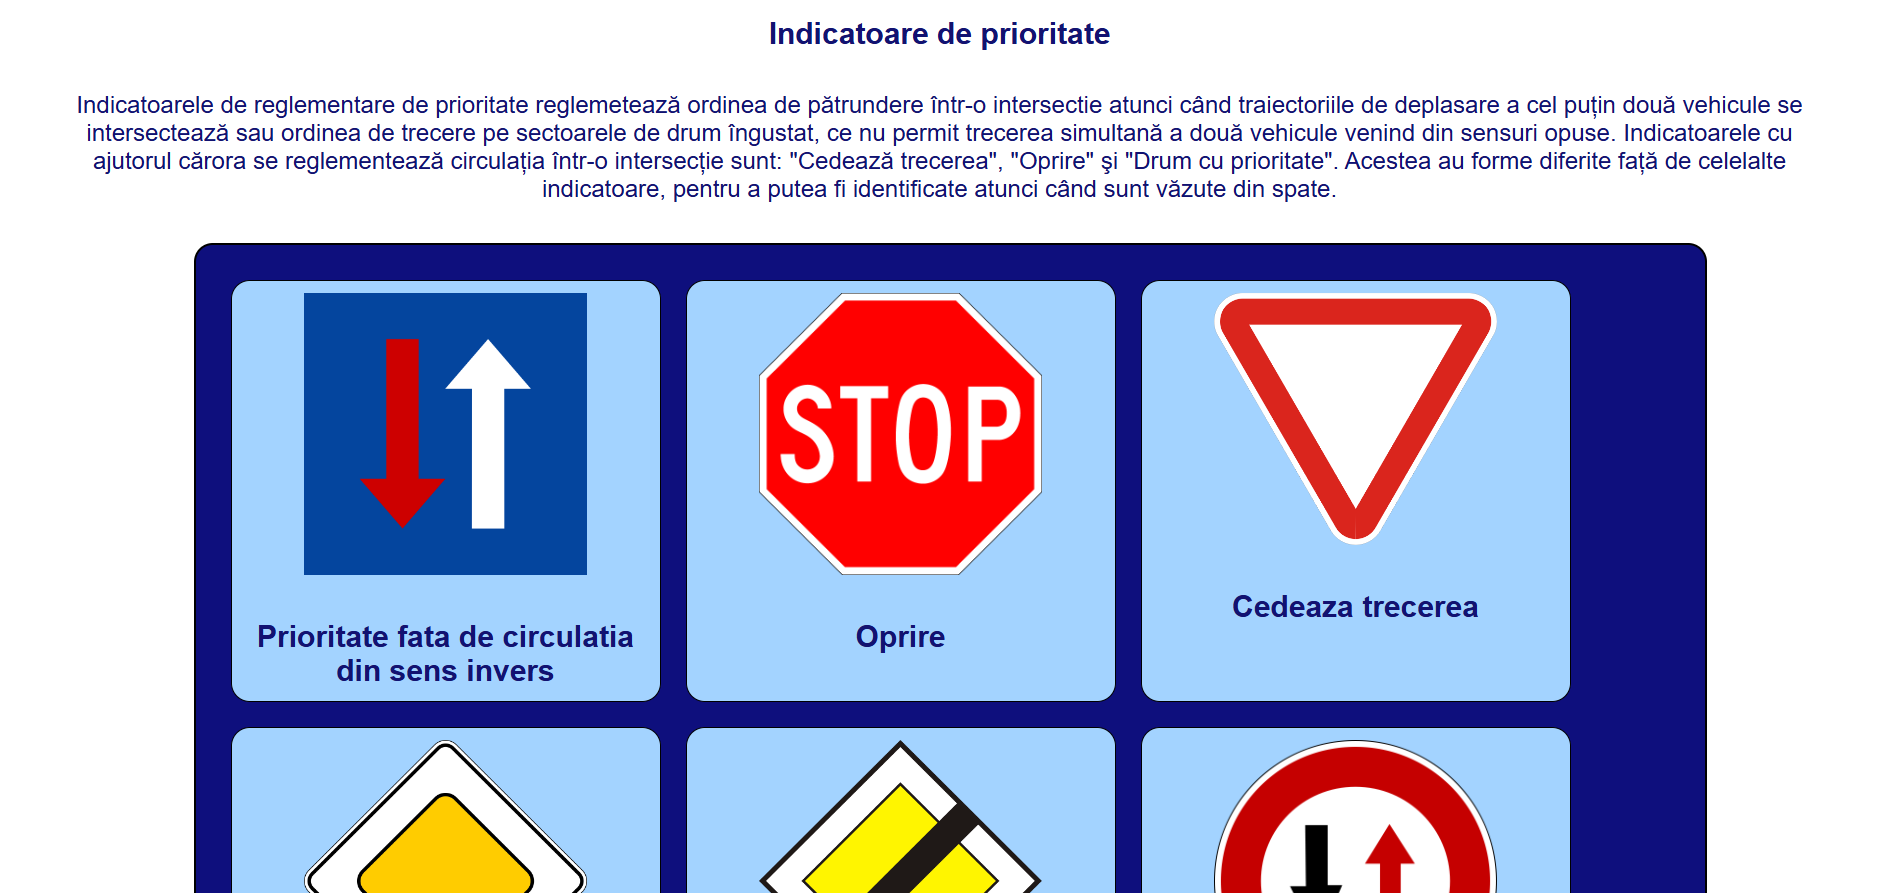 Indicatoare de prioritate
Indicatoarele de reglementare de prioritate reglemetează ordinea de pătrundere într-o intersectie atunci când traiectoriile de deplasare a cel puțin două vehicule se
intersectează sau ordinea de trecere pe sectoarele de drum îngustat, ce nu permit trecerea simultană a două vehicule venind din sensuri opuse. Indicatoarele cu
ajutorul cărora se reglementează circulația într-o intersecție sunt: "Cedează trecerea", "Oprire" şi "Drum cu prioritate". Acestea au forme diferite față de celelalte
indicatoare, pentru a putea fi identificate atunci când sunt văzute din spate.
STOP
Prioritate fata de circulatia
din sens invers
Oprire
Cedeaza trecerea